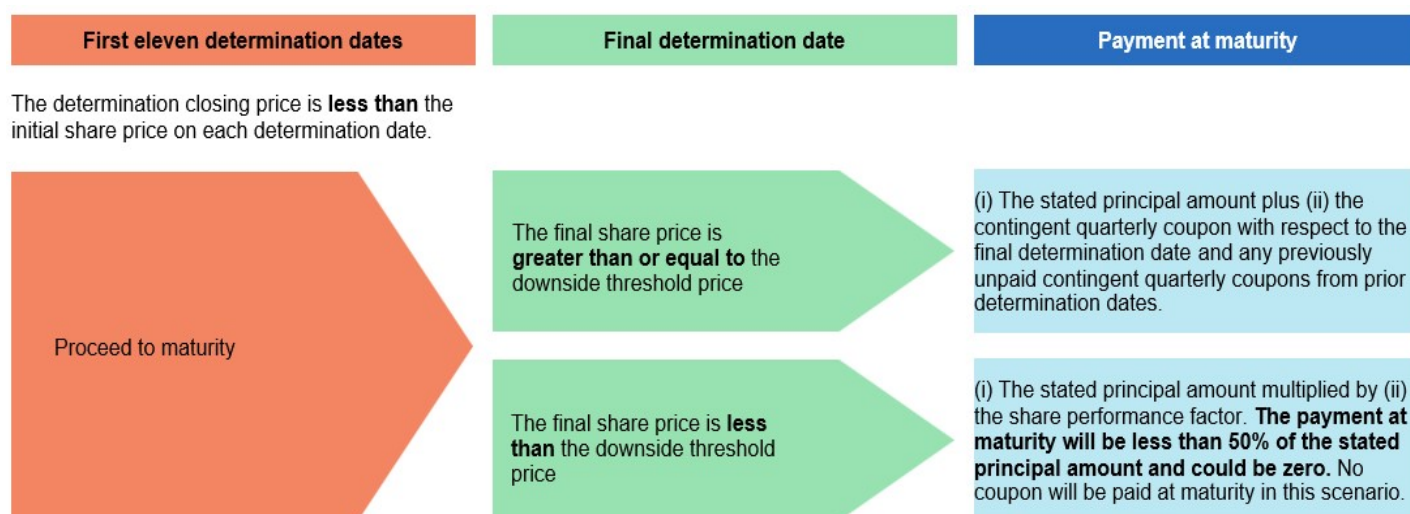 First eleven determination dates
Final determination date
Payment at maturity
The determination closing price is less than the
initial share price on each determination date.
Proceed to maturity
The final share price is
greater than or equal to the
downside threshold price
(i) The stated principal amount plus (ii) the
contingent quarterly coupon with respect to the
final determination date and any previously
unpaid contingent quarterly coupons from prior
determination dates.
The final share price is less
than the downside threshold
price
(i) The stated principal amount multiplied by (ii)
the share performance factor. The payment at
maturity will be less than 50% of the stated
principal amount and could be zero. No
coupon will be paid at maturity in this scenario.